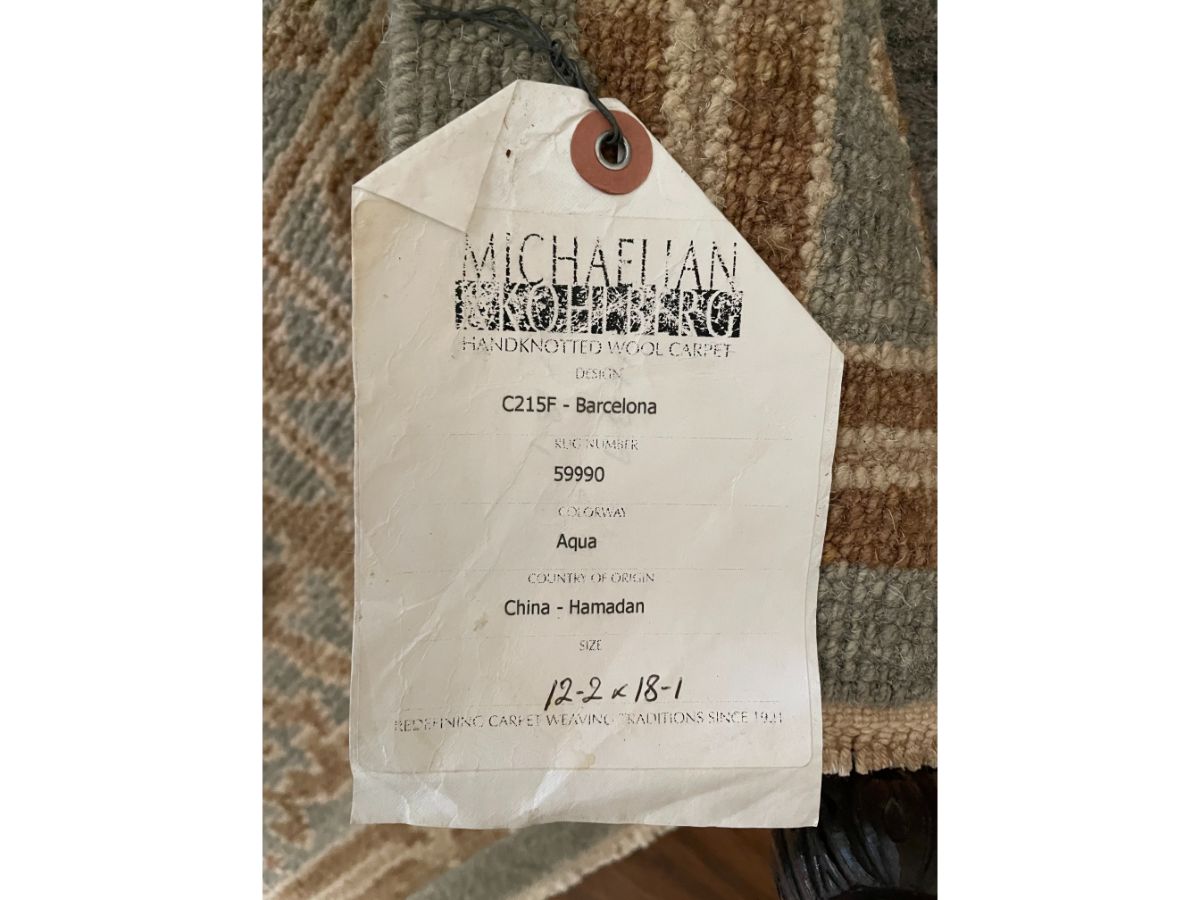 MICHAELIAN
& KOHLBERG
HANDKNOTTED WOOL CARPET
DESIGN
C215F - Barcelona
RUG NUMBER
59990
COLORWAY
Aqua
COUNTRY OF ORIGIN
China - Hamadan
SIZE
12-2 x 18-1
REDEFINING CARPET WEAVING TRADITIONS SINCE 1921